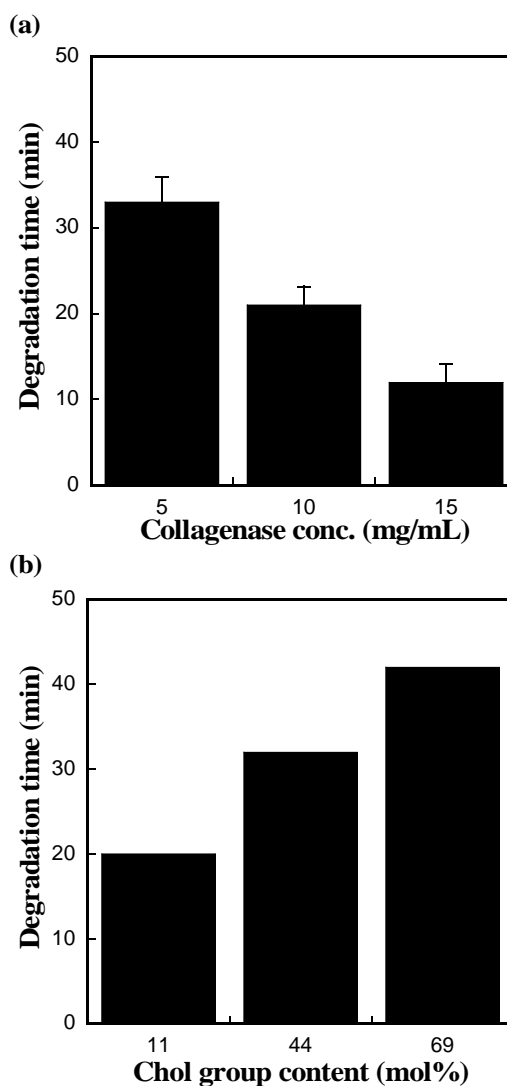 (a)
50
40
30
20
10
0
Degradation time (min)
5 10 15
Collagenase conc. (mg/mL)
(b)
50
40
30
20
10
0
Degradation time (min)
11 44 69
Chol group content (mol%)